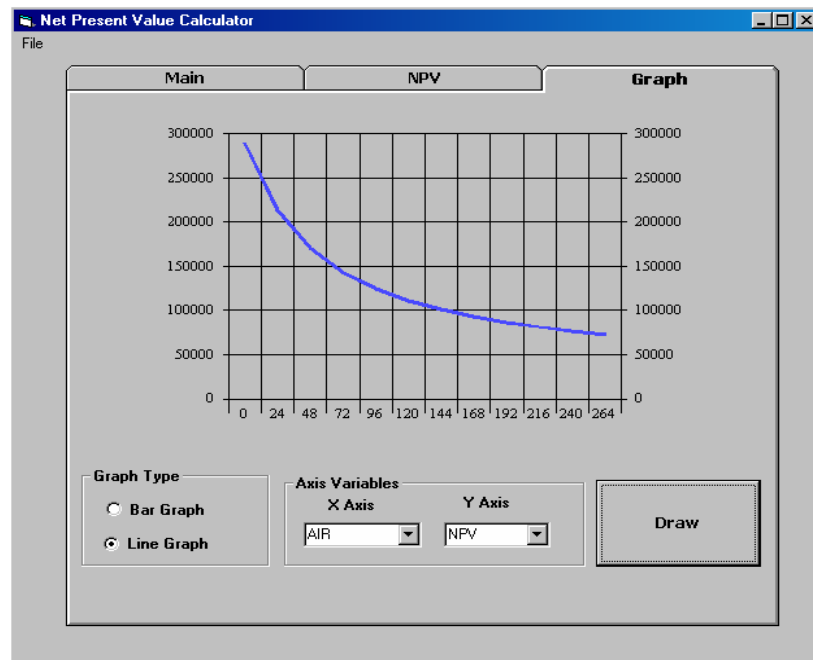 Net Present Value Calculator
File
Main NPV Graph
300000 300000
250000 250000
200000 200000
150000 150000
100000 100000
50000 50000
0 0
0 24 48 72 96 120 144 168 192 216 240 264
Graph Type
Bar Graph
Line Graph
Axis Variables
X Axis Y Axis
AIR NPV
Draw